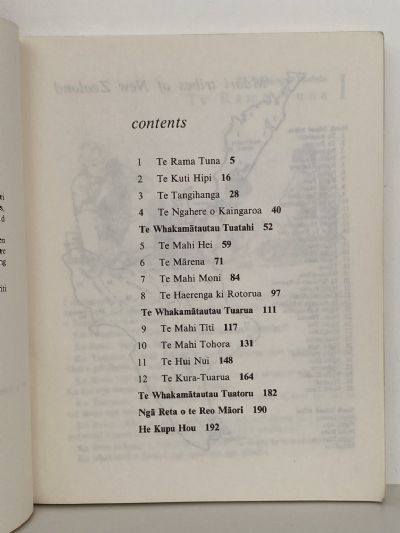 contents
1 Te Rama Tuna 5
2 Te Kuti Hipi 16
3 Te Tangihanga 28
4 Te Ngahere o Kaingaroa 40
Te Whakamātautau Tuatahi 52
5 Te Mahi Hei 59
6 Te Mārena 71
7 Te Mahi Moni 84
8 Te Haerenga ki Rotorua 97
Te Whakamātautau Tuarua 111
9 Te Mahi Tītī 117
10 Te Mahi Tohora 131
11 Te Hui Nui 148
12 Te Kura-Tuarua 164
Te Whakamātautau Tuatoru 182
Ngā Reta o te Reo Māori 190
He Kupu Hou 192